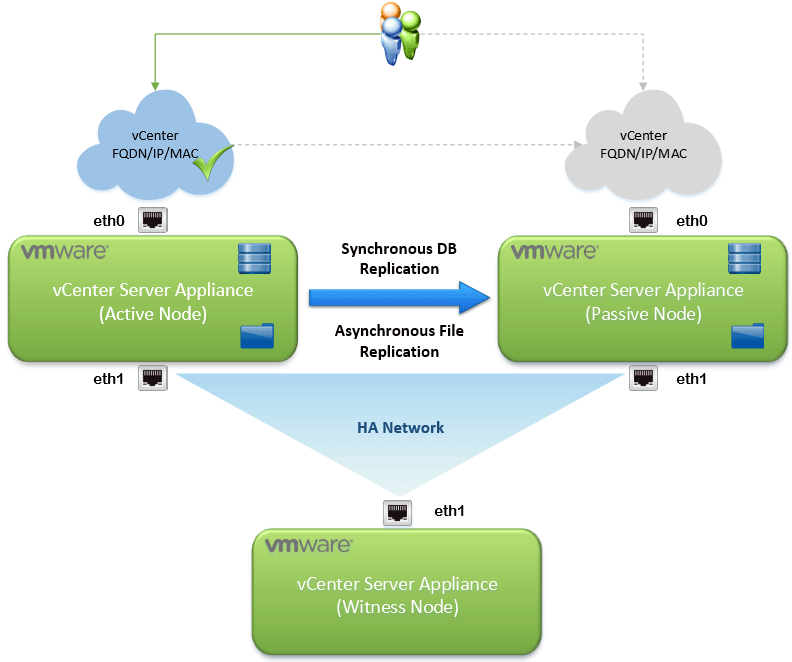 vCenter
FQDN/IP/MAC
vCenter
FQDN/IP/MAC
eth0
eth0
vmware®
vCenter Server Appliance
(Active Node)
Synchronous DB
Replication
Asynchronous File
Replication
vmware®
vCenter Server Appliance
(Passive Node)
eth1
eth1
HA Network
eth1
vmware®
vCenter Server Appliance
(Witness Node)